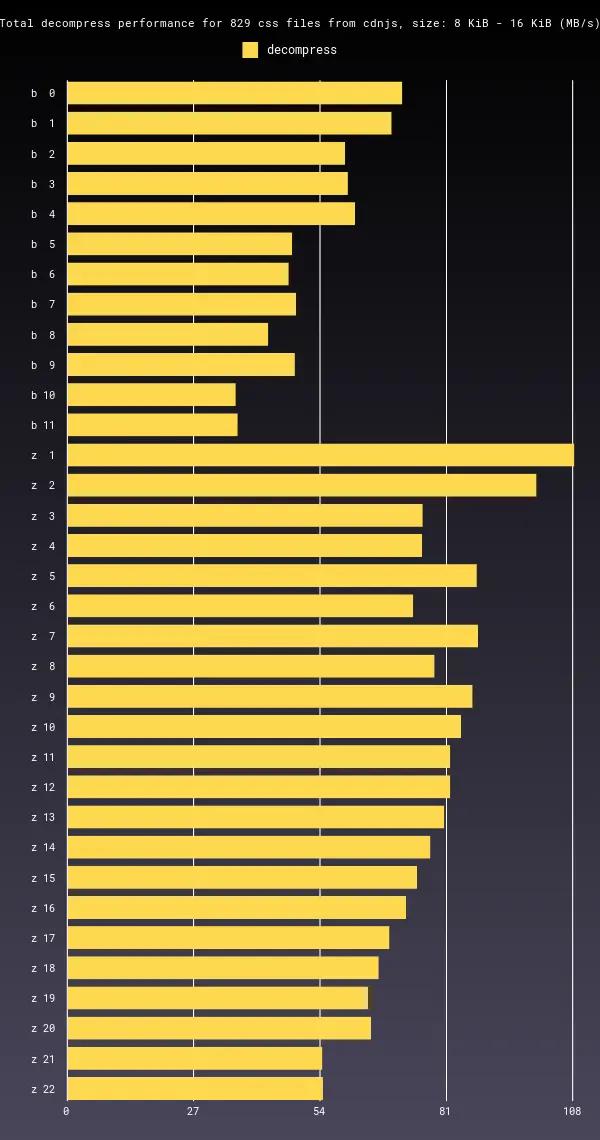 Total decompress performance for 829 css files from cdnjs, size: 8 KiB - 16 KiB (MB/s)
decompress
b 0
b 1
b 2
b 3
b 4
b 5
b 6
b 7
b 8
b 9
b 10
b 11
z 1
z 2
z 3
z 4
z 5
z 6
z 7
z 8
z 9
z 10
z 11
z 12
z 13
z 14
z 15
z 16
z 17
z 18
z 19
z 20
z 21
z 22
0 27 54 81 108